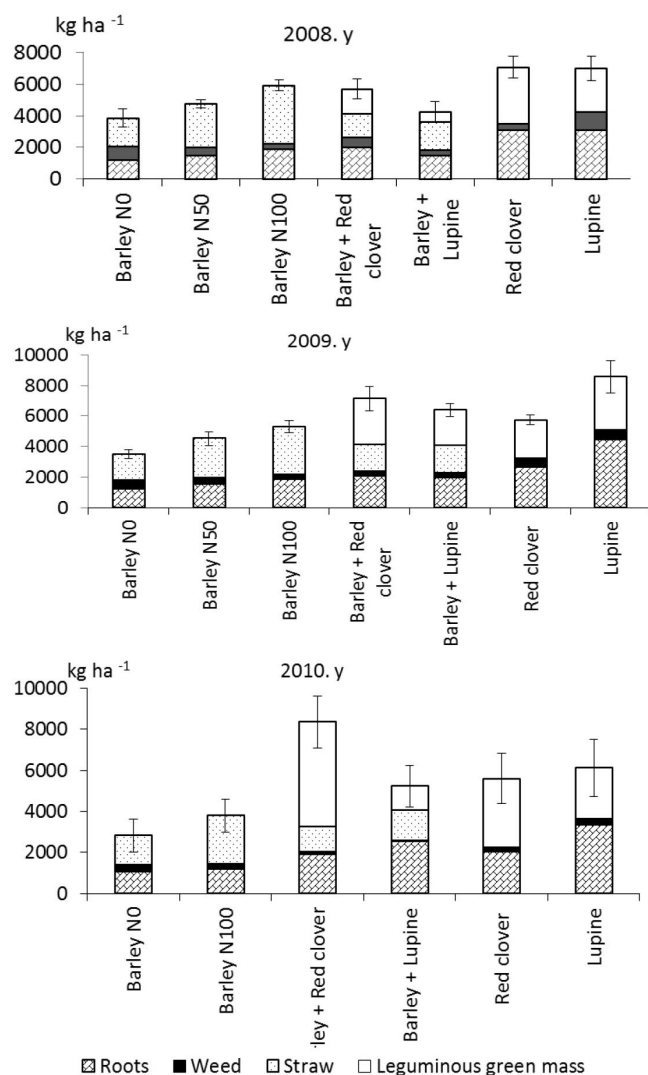 kg ha -1
2008. y
8000
6000
4000
2000
0
Barley N0
Barley N50
Barley N100
Barley + Red
clover
Barley +
Lupine
Red clover
Lupine
kg ha -1
2009. y
10000
8000
6000
4000
2000
0
Barley N0
Barley N50
Barley N100
Barley + Red
clover
Barley + Lupine
Red clover
Lupine
kg ha -1
2010. y
10000
8000
6000
4000
2000
0
Barley N0
Barley N100
ley + Red clover
Barley + Lupine
Red clover
Lupine
Roots Weed Straw Leguminous green mass